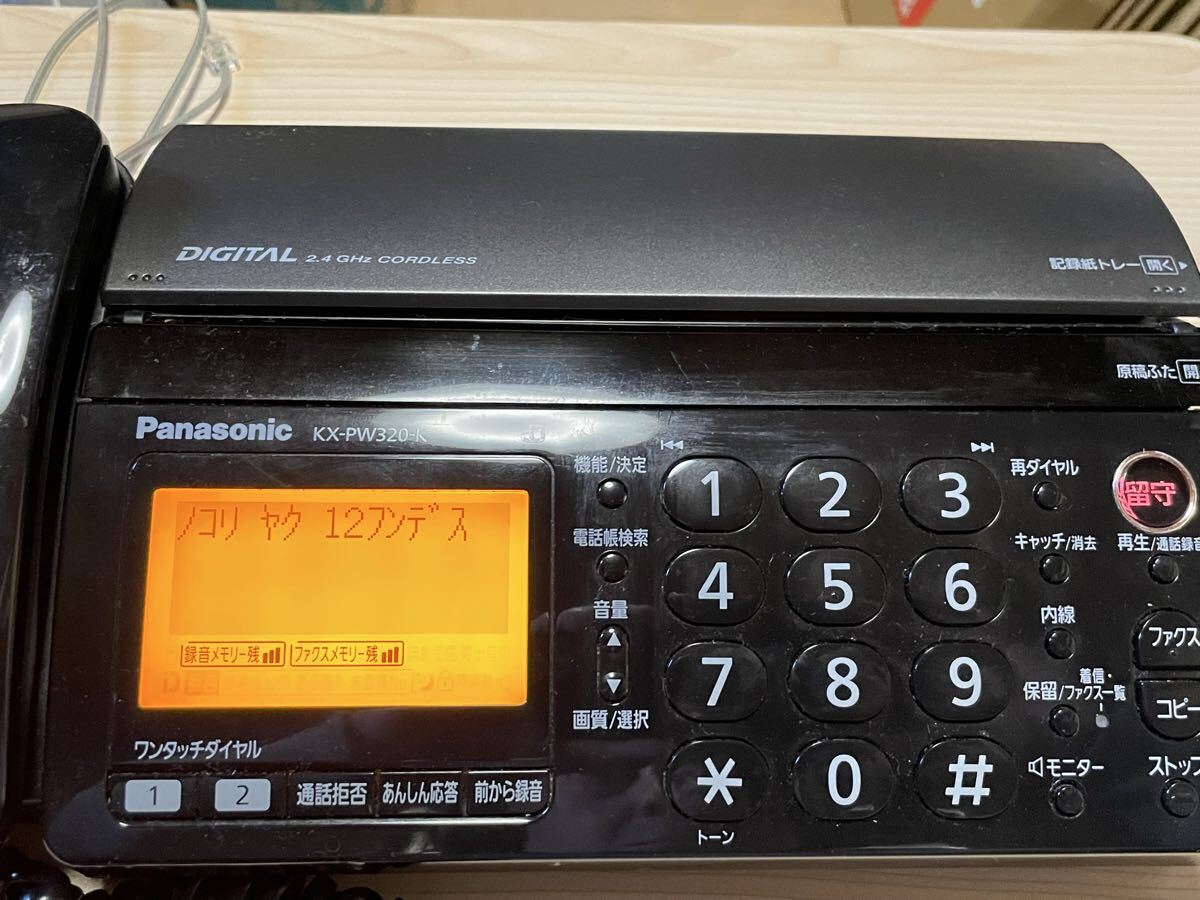 DIGITAL 2.4 GHz CORDLESS
記録紙トレー 開く
原稿ふた 開
Panasonic KX-PW320-K
ノコリ ヤク 12フンデス
録音メモリー残 ファクスメモリー残
ワンタッチダイヤル
1 2 通話拒否 あんしん応答 前から録音
機能/決定
電話帳検索
音量
画質/選択
1 2 3
4 5 6
7 8 9
* 0 #
トーン
再ダイヤル
キャッチ/消去
内線
着信・
保留/ファクス一覧
モニター
留守
再生/通話録音
ファクス
コピー
ストップ